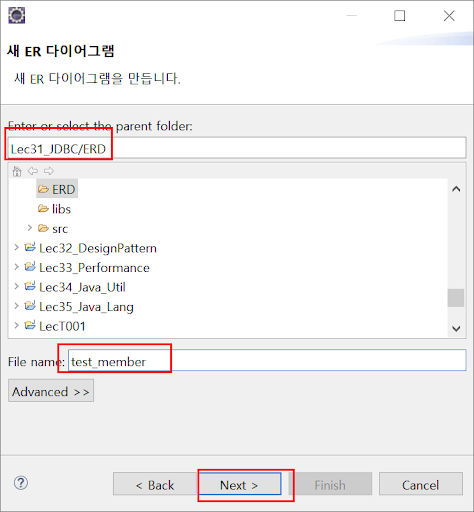 새 ER 다이어그램
새 ER 다이어그램을 만듭니다.
Enter or select the parent folder:
Lec31_JDBC/ERD
ERD
libs
src
Lec32_DesignPattern
Lec33_Performance
Lec34_Java_Util
Lec35_Java_Lang
LecT001
File name: test_member
Advanced >>
? < Back Next > Finish Cancel